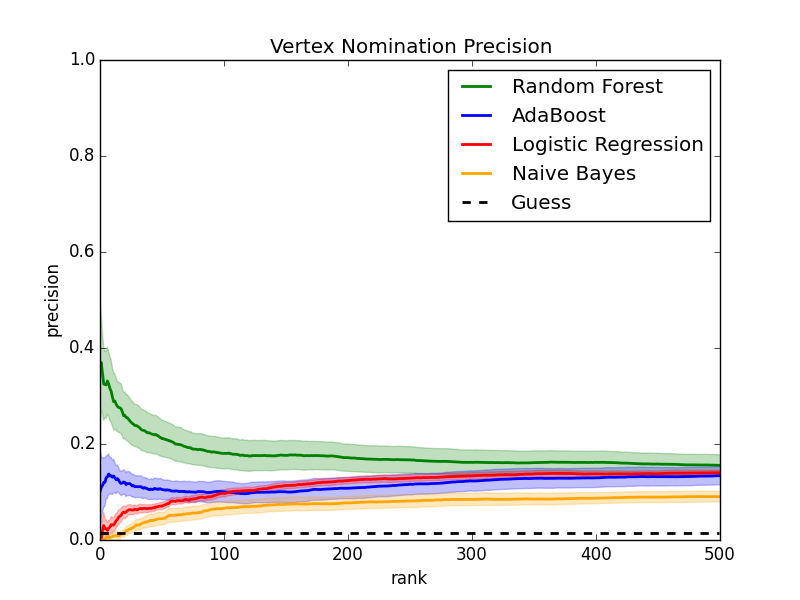 Vertex Nomination Precision
1.0
0.8
0.6
0.4
0.2
0.0
precision
Random Forest
AdaBoost
Logistic Regression
Naive Bayes
Guess
0 100 200 300 400 500
rank